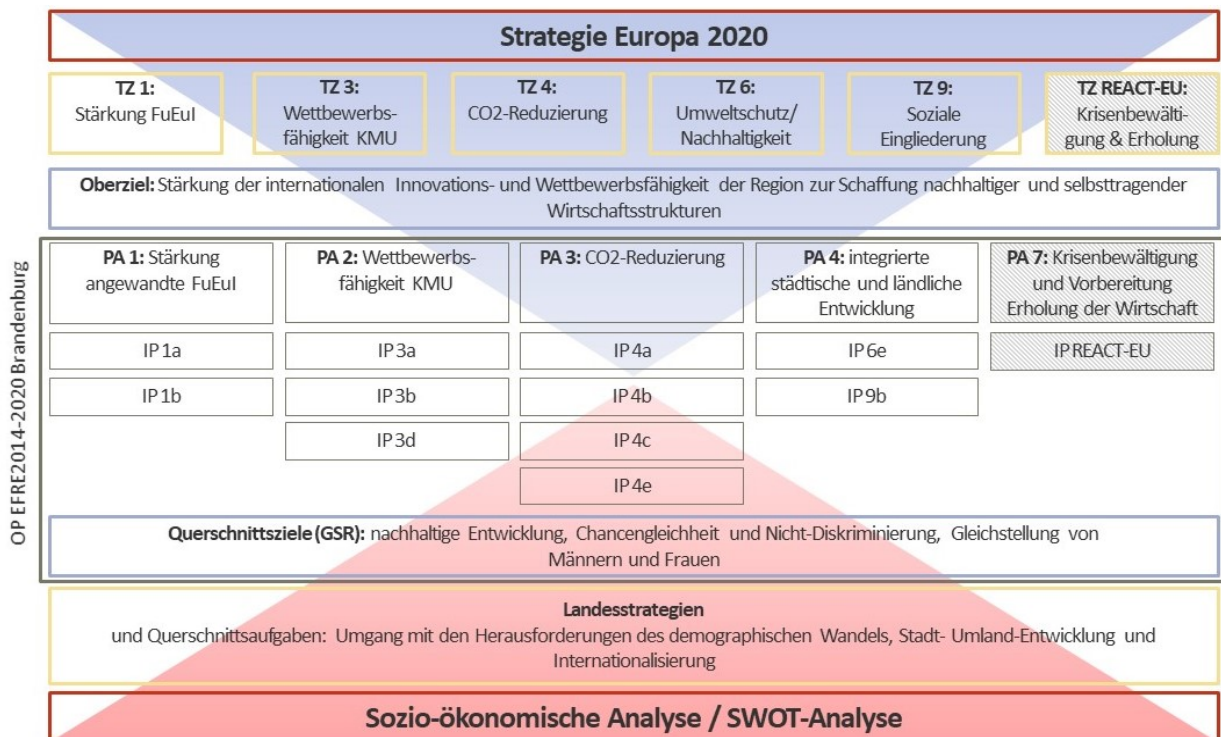 Strategie Europa 2020
TZ 1:
Stärkung FuEuI
TZ 3:
Wettbewerbs-
fähigkeit KMU
TZ 4:
CO2-Reduzierung
TZ 6:
Umweltschutz/
Nachhaltigkeit
TZ 9:
Soziale
Eingliederung
TZ REACT-EU:
Krisenbewälti-
gung & Erholung
Oberziel: Stärkung der internationalen Innovations- und Wettbewerbsfähigkeit der Region zur Schaffung nachhaltiger und selbsttragender
Wirtschaftsstrukturen
OP EFRE2014-2020 Brandenburg
PA 1: Stärkung
angewandte FuEuI
IP 1a
IP 1b
PA 2: Wettbewerbs-
fähigkeit KMU
IP 3a
IP 3b
IP 3d
PA 3: CO2-Reduzierung
IP 4a
IP 4b
IP 4c
IP 4e
PA 4: integrierte
städtische und ländliche
Entwicklung
IP 6e
IP 9b
PA 7: Krisenbewältigung
und Vorbereitung
Erholung der Wirtschaft
IP REACT-EU
Querschnittsziele (GSR): nachhaltige Entwicklung, Chancengleichheit und Nicht-Diskriminierung, Gleichstellung von
Männern und Frauen
Landesstrategien
und Querschnittsaufgaben: Umgang mit den Herausforderungen des demographischen Wandels, Stadt- Umland-Entwicklung und
Internationalisierung
Sozio-ökonomische Analyse / SWOT-Analyse